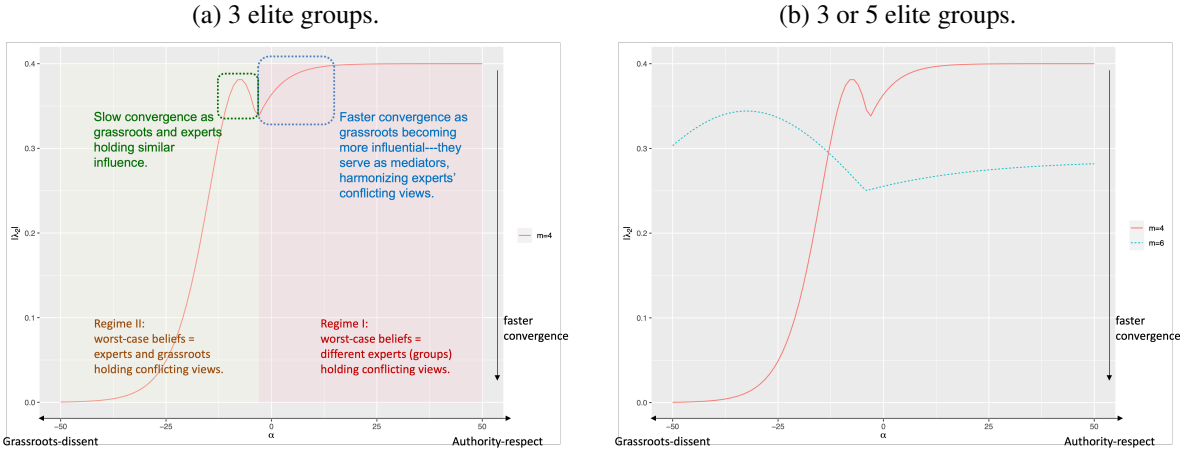 (a) 3 elite groups.
0.4
0.3
0.2
0.1
0.0
|λ₂|
Slow convergence as
grassroots and experts
holding similar
influence.
Faster convergence as
grassroots becoming
more influential---they
serve as mediators,
harmonizing experts'
conflicting views.
Regime II:
worst-case beliefs =
experts and grassroots
holding conflicting views.
Regime I:
worst-case beliefs =
different experts (groups)
holding conflicting views.
m=4
faster
convergence
−50
−25
0
25
50
α
Grassroots-dissent
Authority-respect
(b) 3 or 5 elite groups.
0.4
0.3
0.2
0.1
0.0
|λ₂|
m=4
m=6
faster
convergence
−50
−25
0
25
50
α
Grassroots-dissent
Authority-respect